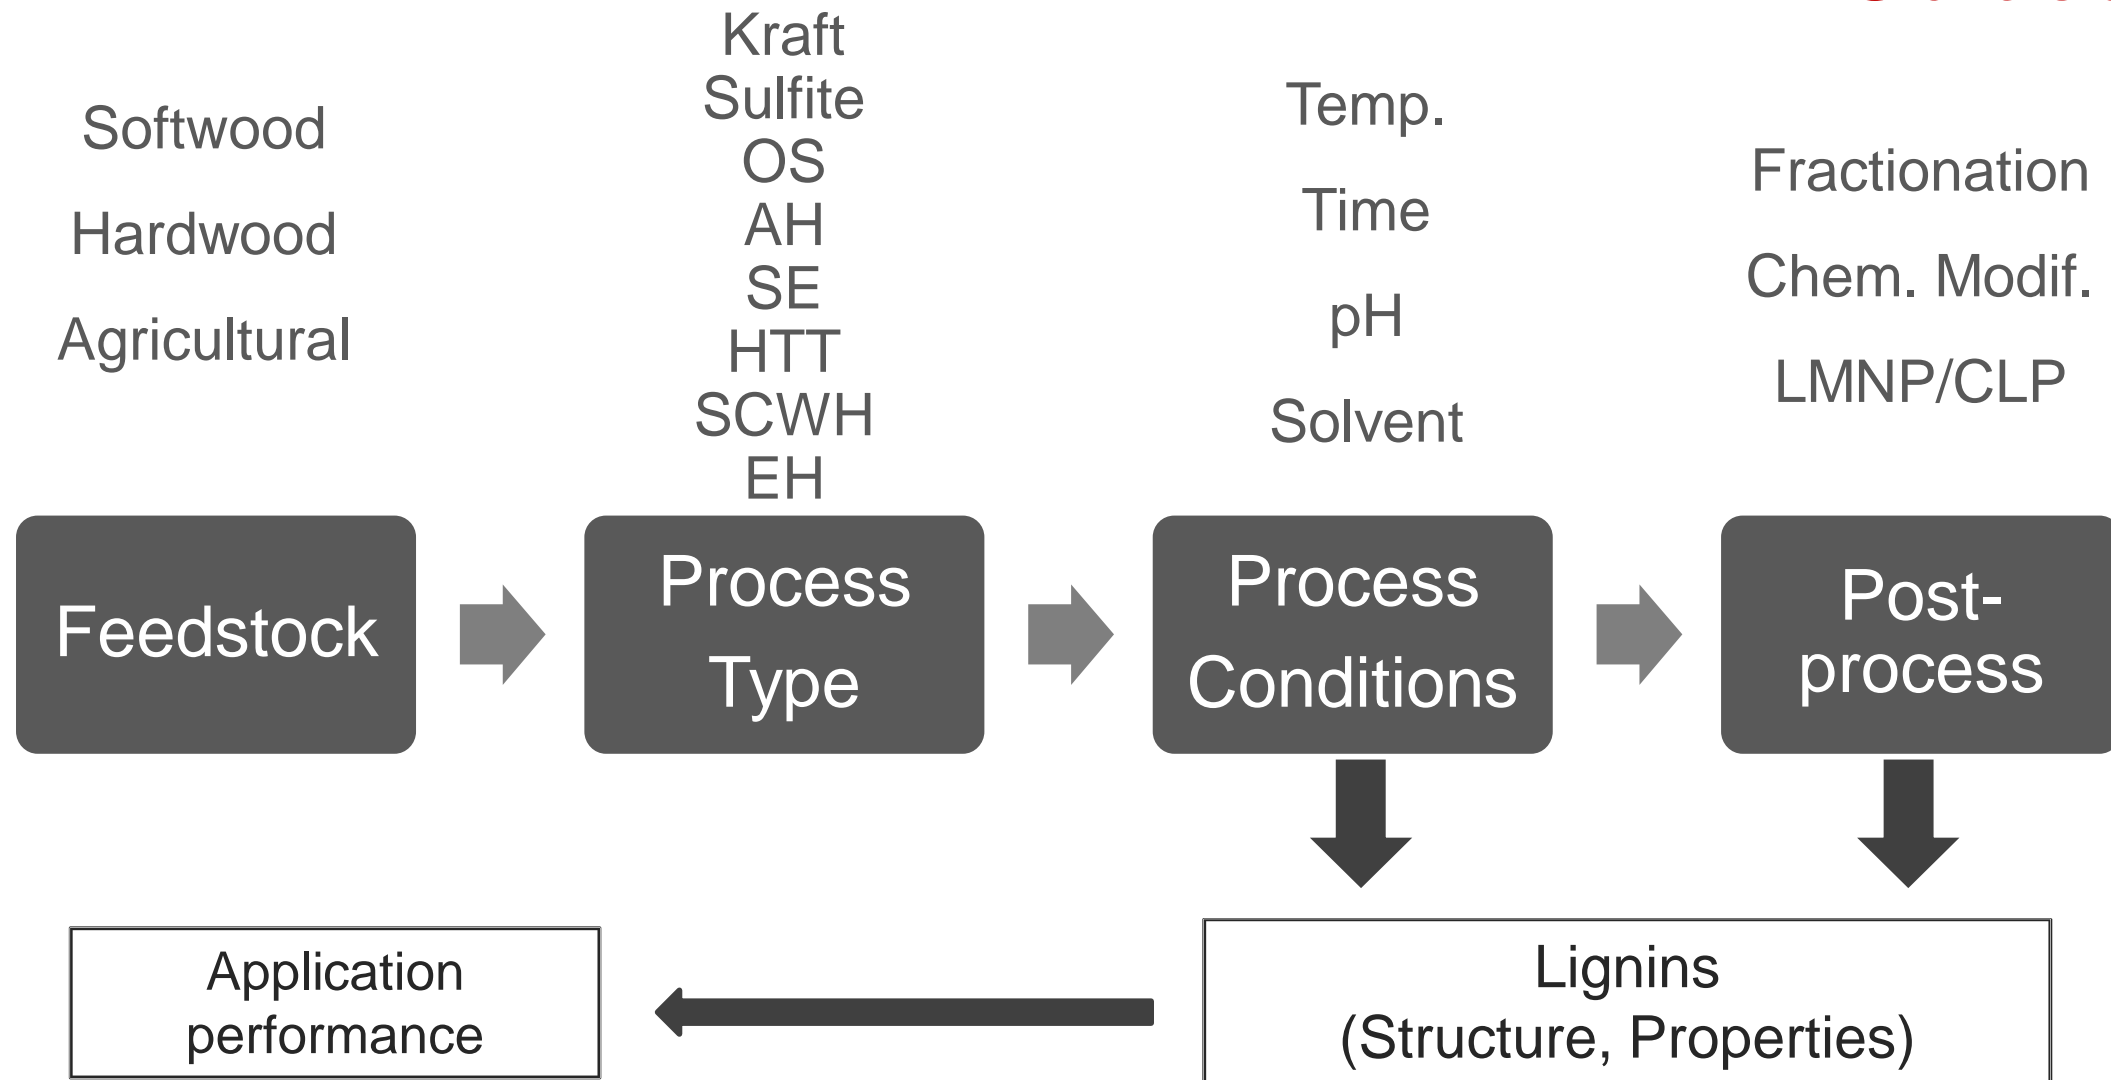 Softwood
Hardwood
Agricultural
Kraft
Sulfite
OS
AH
SE
HTT
SCWH
EH
Temp.
Time
pH
Solvent
Fractionation
Chem. Modif.
LMNP/CLP
Feedstock
Process
Type
Process
Conditions
Post-
process
Application
performance
Lignins
(Structure, Properties)